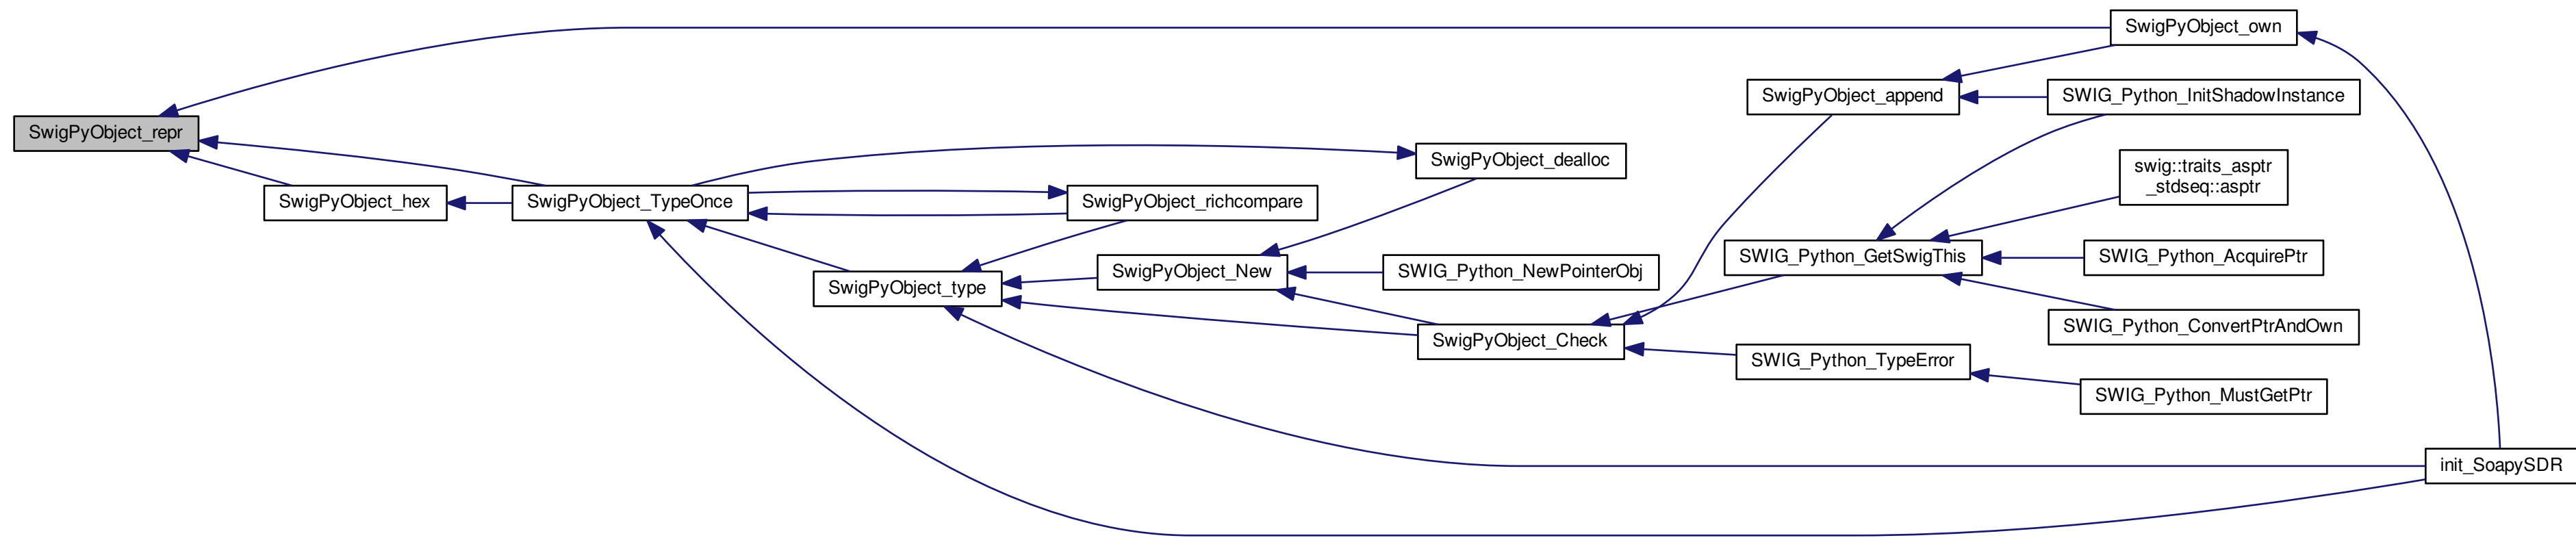 SwigPyObject_repr
SwigPyObject_hex
SwigPyObject_TypeOnce
SwigPyObject_type
SwigPyObject_richcompare
SwigPyObject_New
SwigPyObject_dealloc
SWIG_Python_NewPointerObj
SwigPyObject_Check
SwigPyObject_append
SWIG_Python_GetSwigThis
SWIG_Python_TypeError
SwigPyObject_own
SWIG_Python_InitShadowInstance
swig::traits_asptr
_stdseq::asptr
SWIG_Python_AcquirePtr
SWIG_Python_ConvertPtrAndOwn
SWIG_Python_MustGetPtr
init_SoapySDR